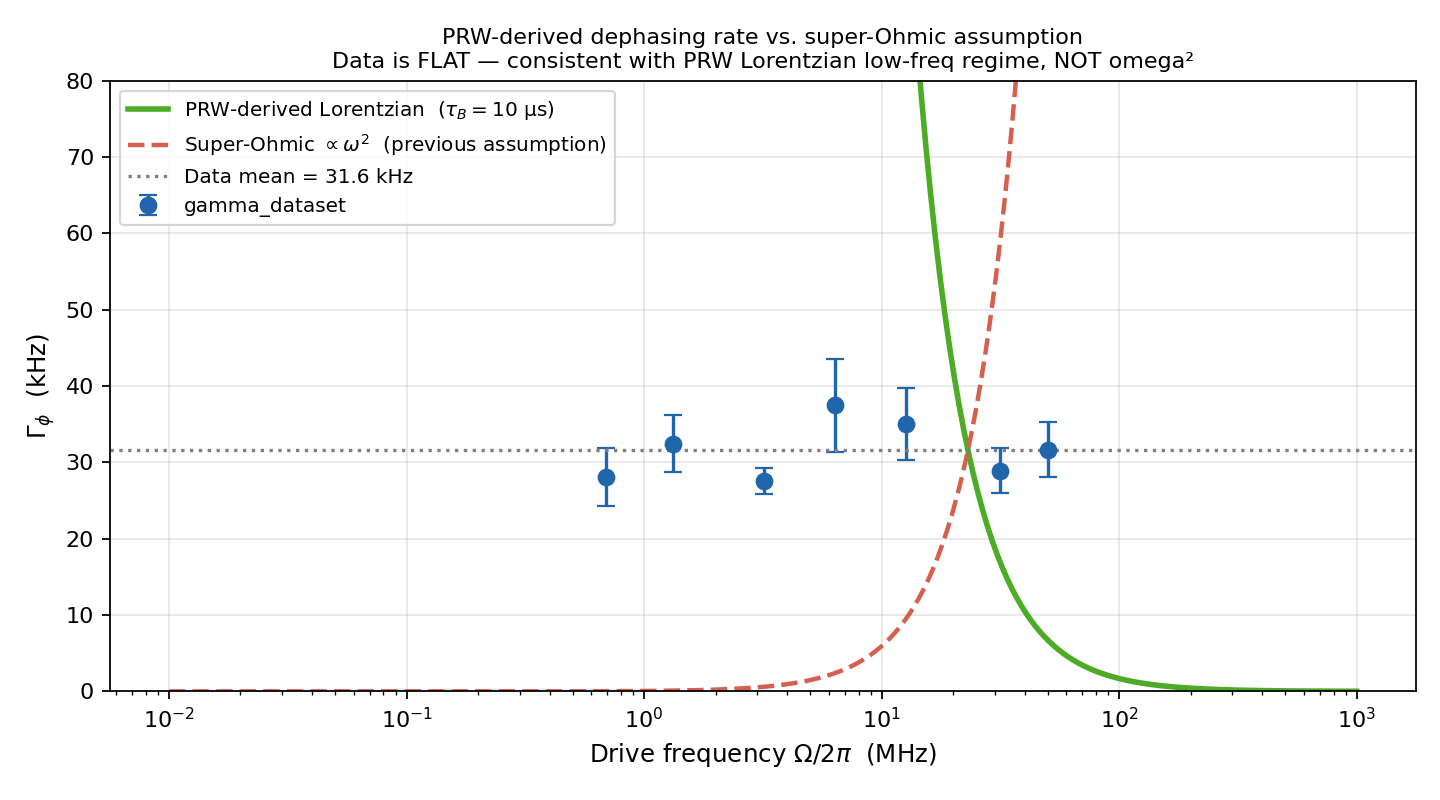 PRW-derived dephasing rate vs. super-Ohmic assumption
Data is FLAT — consistent with PRW Lorentzian low-freq regime, NOT omega²
PRW-derived Lorentzian (τ_B = 10 μs)
Super-Ohmic ∝ ω² (previous assumption)
Data mean = 31.6 kHz
gamma_dataset
80
70
60
50
40
30
20
10
0
Γ_ϕ (kHz)
10⁻²
10⁻¹
10⁰
10¹
10²
10³
Drive frequency Ω/2π (MHz)